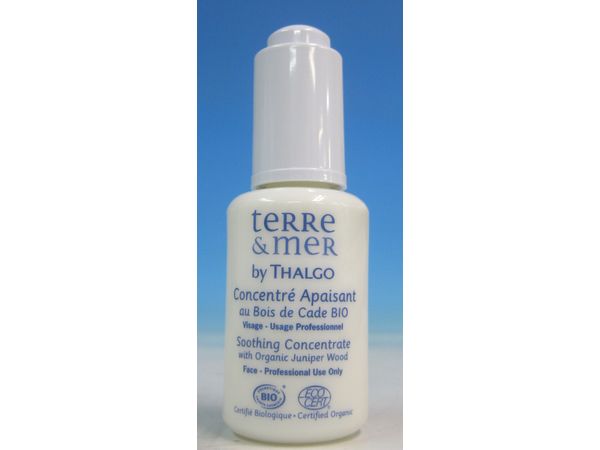 terre
& mer
by THALGO
Concentré Apaisant
au Bois de Cade BIO
Visage - Usage Professionnel
Soothing Concentrate
with Organic Juniper Wood
Face - Professional Use Only
BIO
ECO
CERT
Certifié Biologique • Certified Organic